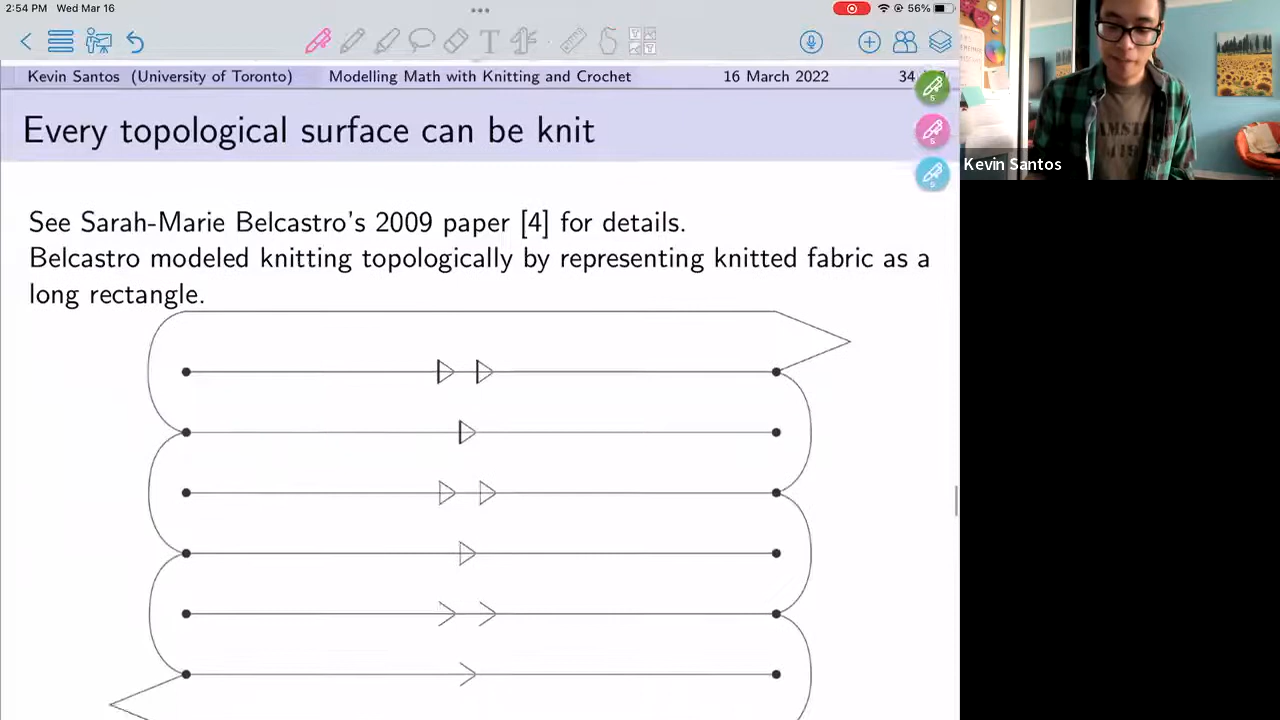 2:54 PM Wed Mar 16
56%
T
Kevin Santos (University of Toronto) Modelling Math with Knitting and Crochet 16 March 2022 34
Every topological surface can be knit
See Sarah-Marie Belcastro's 2009 paper [4] for details.
Belcastro modeled knitting topologically by representing knitted fabric as a
long rectangle.
Kevin Santos